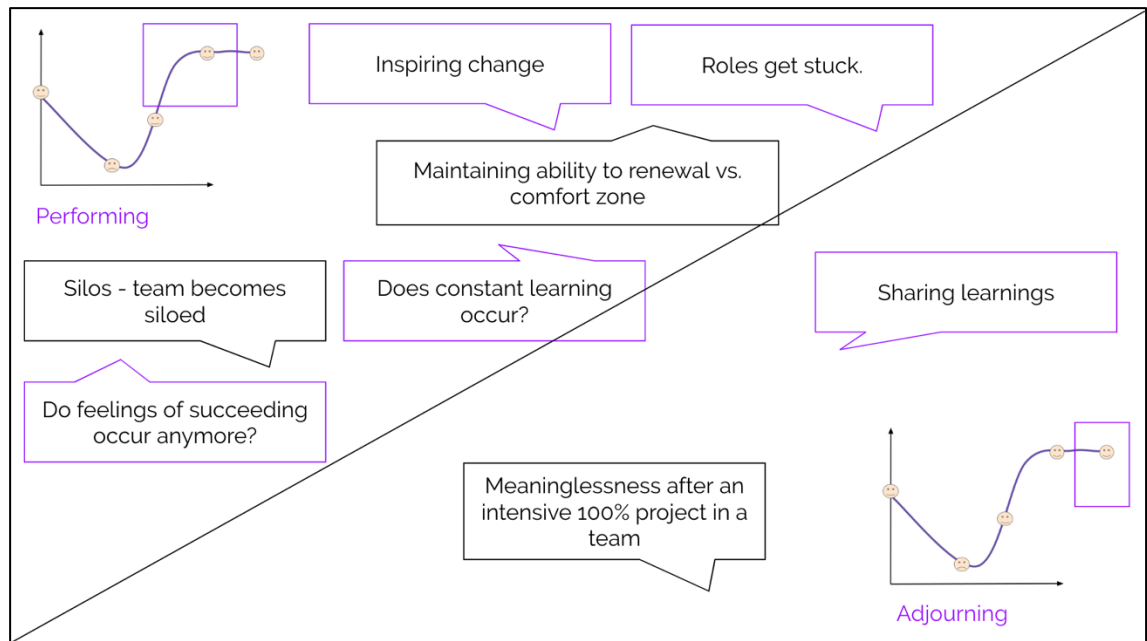 Inspiring change
Roles get stuck.
Maintaining ability to renewal vs.
comfort zone
Performing
Silos - team becomes
siloed
Does constant learning
occur?
Sharing learnings
Do feelings of succeeding
occur anymore?
Meaninglessness after an
intensive 100% project in a
team
Adjourning